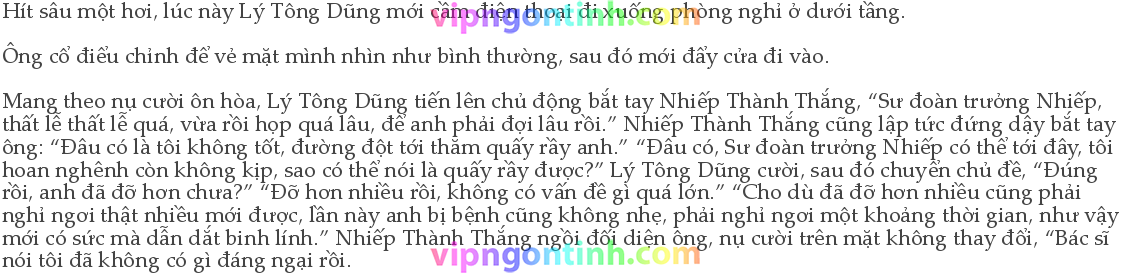 Hít sâu một hơi, lúc này Lý Tông Dũng mới cầm điện thoại đi xuống phòng nghỉ ở dưới tầng.
vipngontinh.com
Ông cổ điểu chỉnh để vẻ mặt mình nhìn như bình thường, sau đó mới đẩy cửa đi vào.
Mang theo nụ cười ôn hòa, Lý Tông Dũng tiến lên chủ động bắt tay Nhiếp Thành Thắng, “Sư đoàn trưởng Nhiếp,
thất lễ thất lễ quá, vừa rồi họp quá lâu, để anh phải đợi lâu rồi.” Nhiếp Thành Thắng cũng lập tức đứng dậy bắt tay
ông: “Đâu có là tôi không tốt, đường đột tới thăm quấy rầy anh.” “Đâu có, Sư đoàn trưởng Nhiếp có thể tới đây, tôi
hoan nghênh còn không kịp, sao có thể nói là quấy rầy được?” Lý Tông Dũng cười, sau đó chuyển chủ đề, “Đúng
rồi, anh đã đỡ hơn chưa?” “Đỡ hơn nhiều rồi, không có vấn đề gì quá lớn.” “Cho dù đã đỡ hơn nhiều cũng phải
nghỉ ngơi thật nhiều mới được, lần này anh bị bệnh cũng không nhẹ, phải nghỉ ngơi một khoảng thời gian, như vậy
mới có sức mà dẫn dắt binh lính.” Nhiếp Thành Thắng ngồi đối diện ông, nụ cười trên mặt không thay đổi, “Bác sĩ
nói tôi đã không có gì đáng ngại rồi.
vipngontinh.com